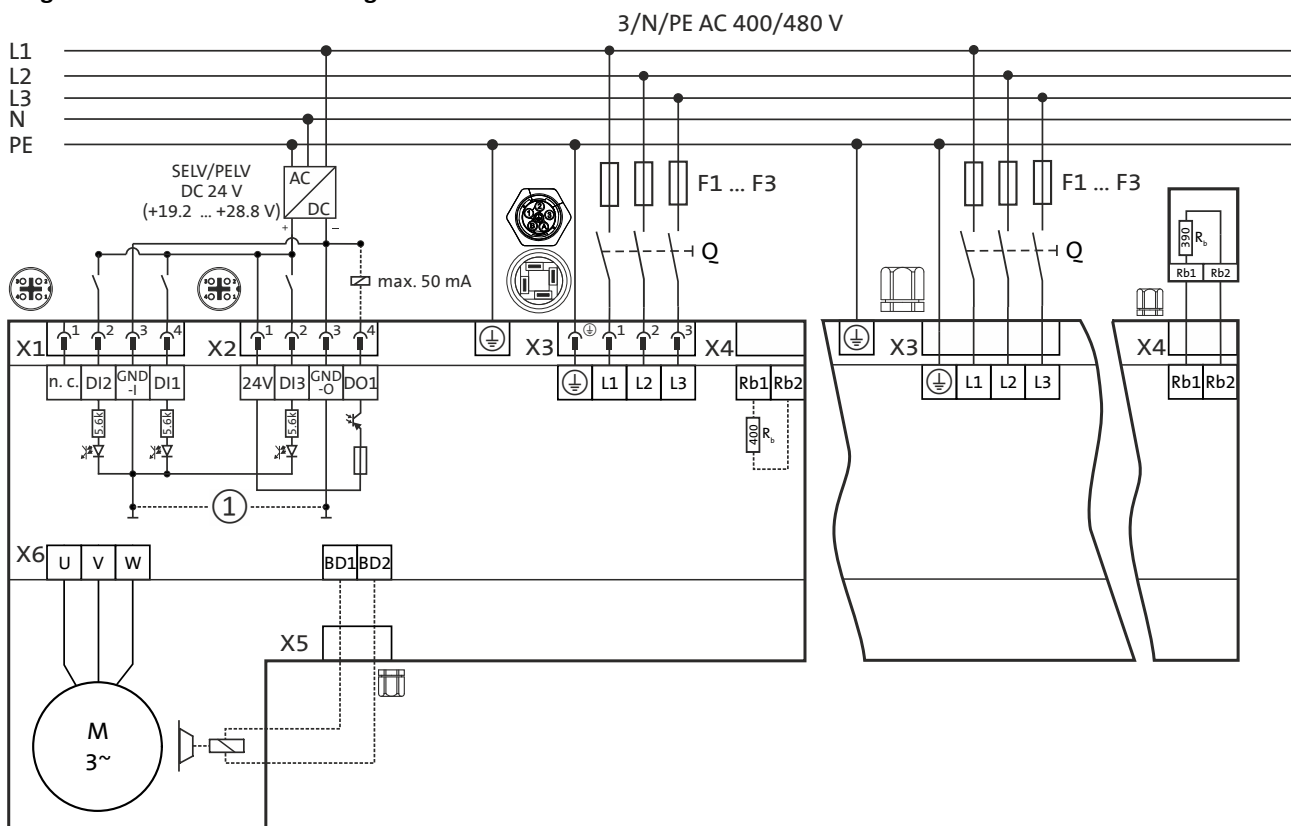 3/N/PE AC 400/480 V
L1
L2
L3
N
PE
SELV/PELV
DC 24 V
(+19.2 ... +28.8 V)
AC
DC
+ −
F1 ... F3
F1 ... F3
Q
Q
max. 50 mA
390
R_b
Rb1 Rb2
X1 1 2 3 4
X2 1 2 3 4
X3 1 2 3
X4
X3
X4
n. c. DI2 GND-I DI1
24V DI3 GND-O DO1
L1 L2 L3
Rb1 Rb2
L1 L2 L3
Rb1 Rb2
5.6k 5.6k 5.6k
400
R_b
1
X6 U V W
BD1 BD2
X5
M
3~